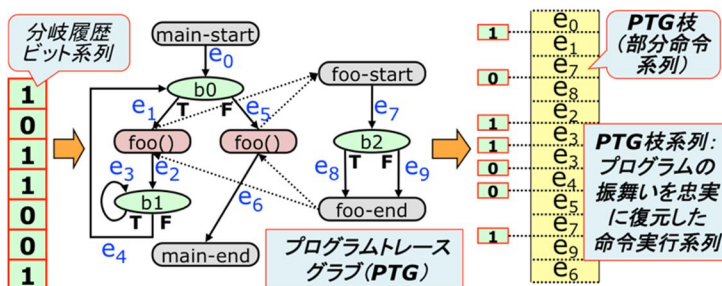 分岐履歴
ビット系列
1
0
1
1
0
0
1
main-start
e0
b0
e1
T
F
e5
foo()
foo()
e3
e2
b1
T
F
e4
e6
main-end
foo-start
e7
b2
e8
T
F
e9
foo-end
プログラムトレース
グラブ(PTG)
1
0
1
1
0
0
1
e0
e1
e7
e8
e2
e3
e3
e4
e5
e7
e9
e6
PTG枝
(部分命令
系列)
PTG枝系列:
プログラムの
振舞いを忠実
に復元した
命令実行系列